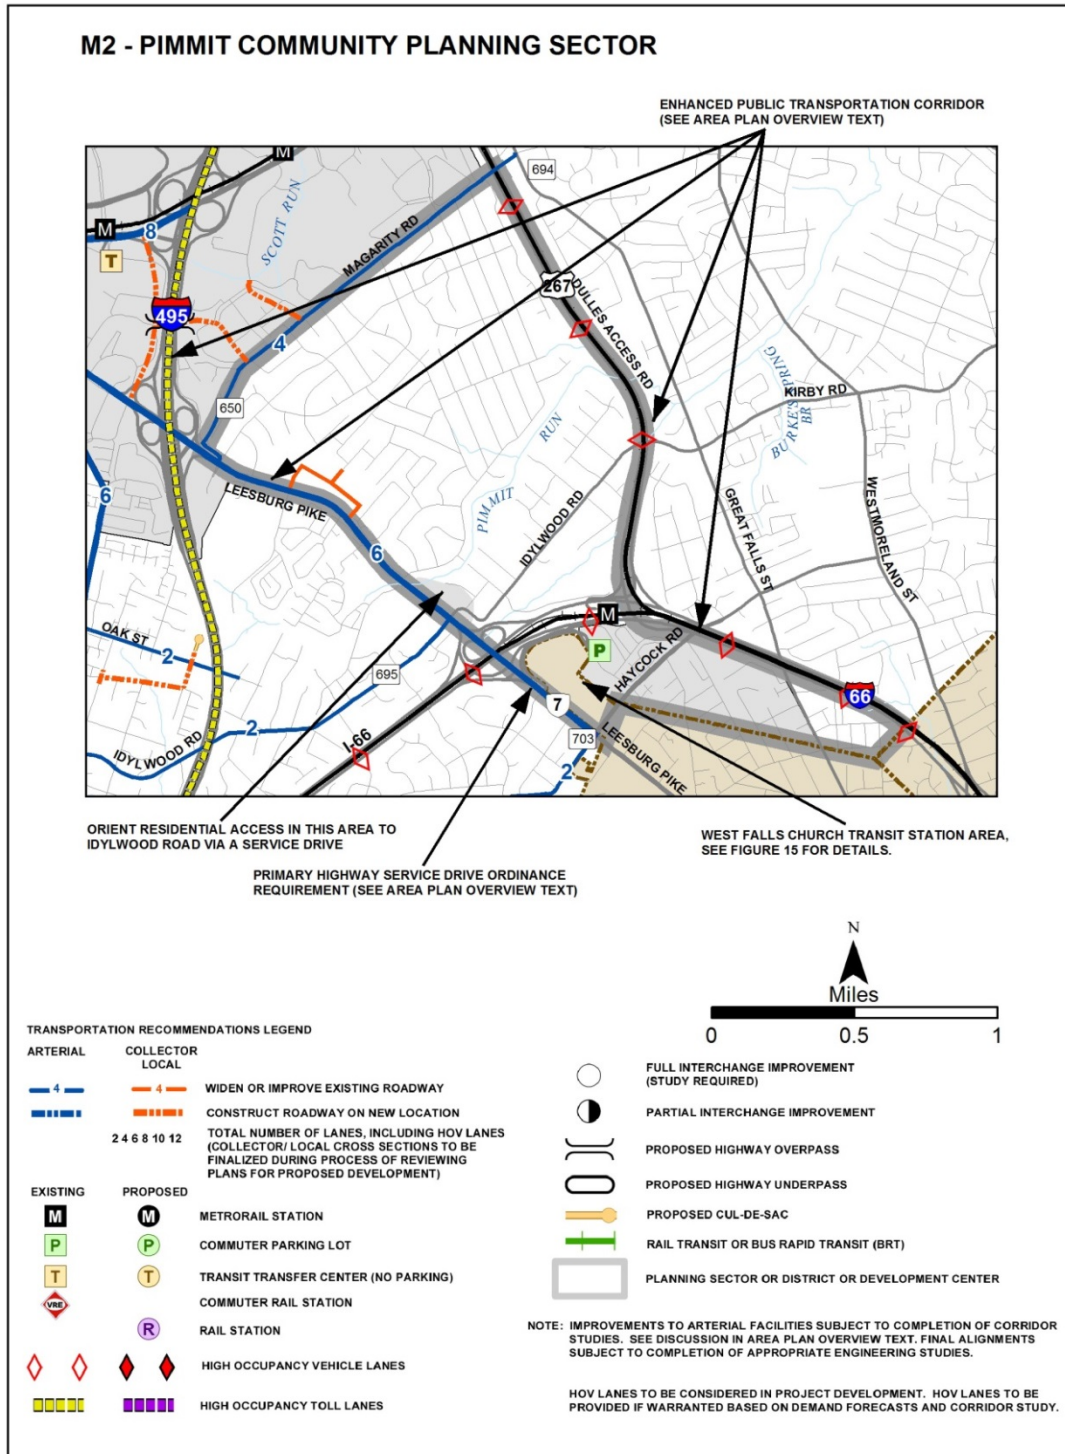 M2 - PIMMIT COMMUNITY PLANNING SECTOR
ENHANCED PUBLIC TRANSPORTATION CORRIDOR
(SEE AREA PLAN OVERVIEW TEXT)
M
694
SCOTT RUN
M
8
T
MAGARITY RD
267
DULLES ACCESS RD
495
4
BURKE'S SPRING
BR
KIRBY RD
650
RUN
6
LEESBURG PIKE
PIMMIT
IDYLWOOD RD
GREAT FALLS ST
WESTMORELAND ST
6
M
OAK ST
2
P
HAYCOCK RD
695
66
7
IDYLWOOD RD
2
I-66
703
LEESBURG PIKE
2
ORIENT RESIDENTIAL ACCESS IN THIS AREA TO
IDYLWOOD ROAD VIA A SERVICE DRIVE
WEST FALLS CHURCH TRANSIT STATION AREA,
SEE FIGURE 15 FOR DETAILS.
PRIMARY HIGHWAY SERVICE DRIVE ORDINANCE
REQUIREMENT (SEE AREA PLAN OVERVIEW TEXT)
N
Miles
0 0.5 1
TRANSPORTATION RECOMMENDATIONS LEGEND
ARTERIAL
COLLECTOR
LOCAL
4 4 WIDEN OR IMPROVE EXISTING ROADWAY
CONSTRUCT ROADWAY ON NEW LOCATION
2 4 6 8 10 12 TOTAL NUMBER OF LANES, INCLUDING HOV LANES
(COLLECTOR/ LOCAL CROSS SECTIONS TO BE
FINALIZED DURING PROCESS OF REVIEWING
PLANS FOR PROPOSED DEVELOPMENT)
EXISTING PROPOSED
M M METRORAIL STATION
P P COMMUTER PARKING LOT
T T TRANSIT TRANSFER CENTER (NO PARKING)
VRE COMMUTER RAIL STATION
R RAIL STATION
HIGH OCCUPANCY VEHICLE LANES
HIGH OCCUPANCY TOLL LANES
FULL INTERCHANGE IMPROVEMENT
(STUDY REQUIRED)
PARTIAL INTERCHANGE IMPROVEMENT
PROPOSED HIGHWAY OVERPASS
PROPOSED HIGHWAY UNDERPASS
PROPOSED CUL-DE-SAC
RAIL TRANSIT OR BUS RAPID TRANSIT (BRT)
PLANNING SECTOR OR DISTRICT OR DEVELOPMENT CENTER
NOTE: IMPROVEMENTS TO ARTERIAL FACILITIES SUBJECT TO COMPLETION OF CORRIDOR
STUDIES. SEE DISCUSSION IN AREA PLAN OVERVIEW TEXT. FINAL ALIGNMENTS
SUBJECT TO COMPLETION OF APPROPRIATE ENGINEERING STUDIES.
HOV LANES TO BE CONSIDERED IN PROJECT DEVELOPMENT. HOV LANES TO BE
PROVIDED IF WARRANTED BASED ON DEMAND FORECASTS AND CORRIDOR STUDY.